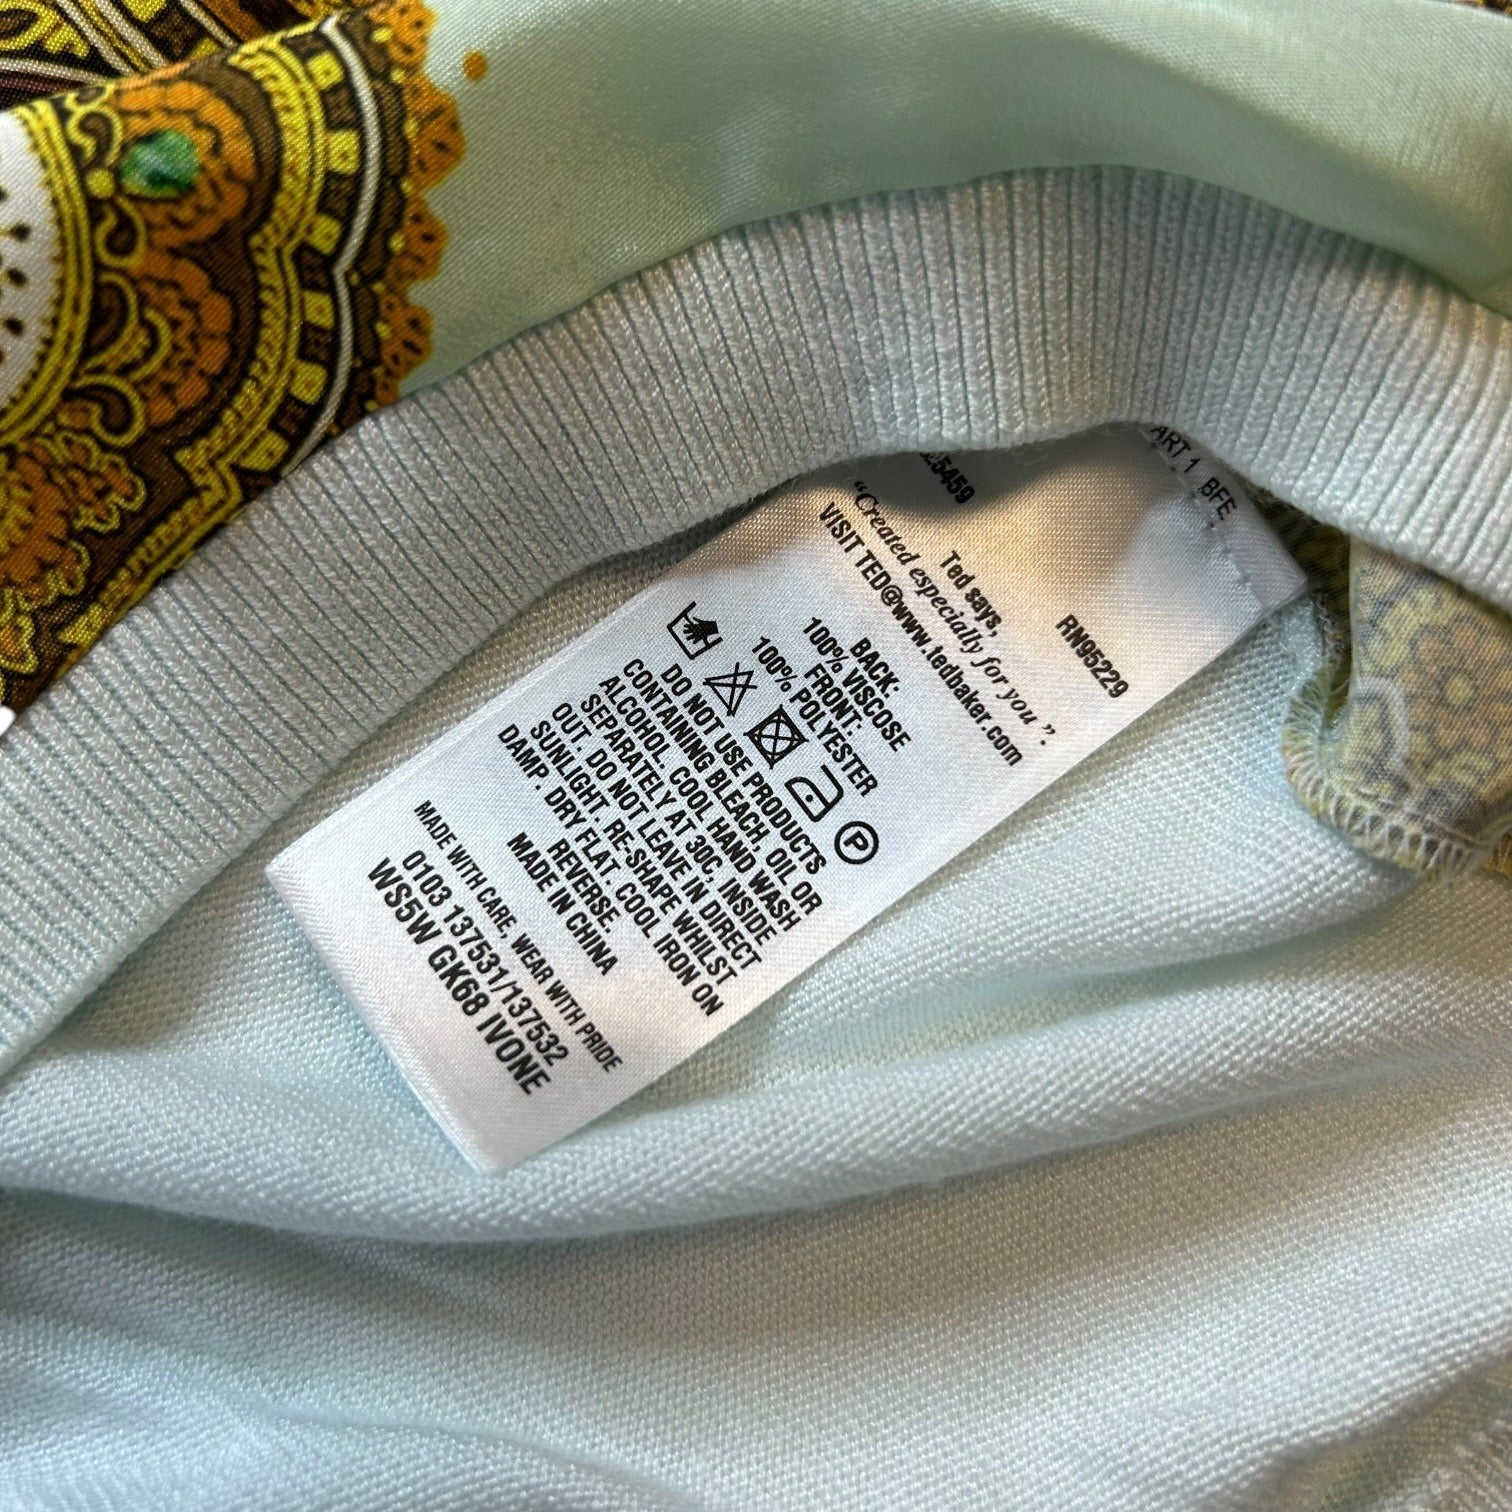 25459
ART 1 BFE
RN95229
Ted says,
"Created especially for you".
VISIT TED@www.tedbaker.com
BACK:
100% VISCOSE
FRONT:
100% POLYESTER
P
DO NOT USE PRODUCTS
CONTAINING BLEACH, OIL OR
ALCOHOL. COOL HAND WASH
SEPARATELY AT 30C, INSIDE
OUT. DO NOT LEAVE IN DIRECT
SUNLIGHT. RE-SHAPE WHILST
DAMP. DRY FLAT. COOL IRON ON
REVERSE.
MADE IN CHINA
MADE WITH CARE, WEAR WITH PRIDE
0103 137531/137532
WS5W GK68 IVONE